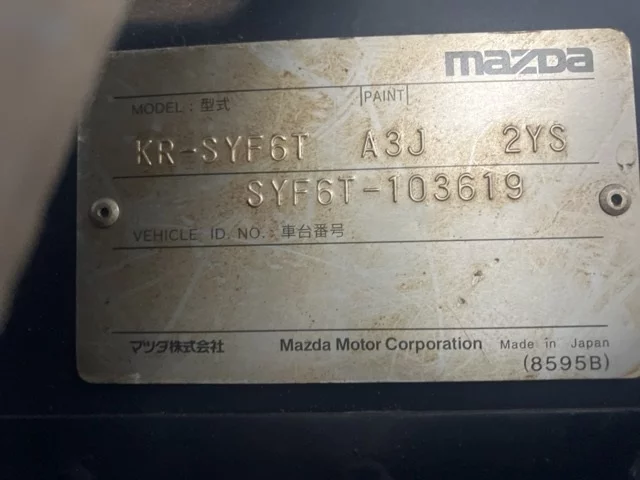 mazda
MODEL : 型式 PAINT
KR-SYF6T A3J 2YS
SYF6T-103619
VEHICLE ID. NO. : 車台番号
マツダ株式会社 Mazda Motor Corporation Made in Japan
(8595B)